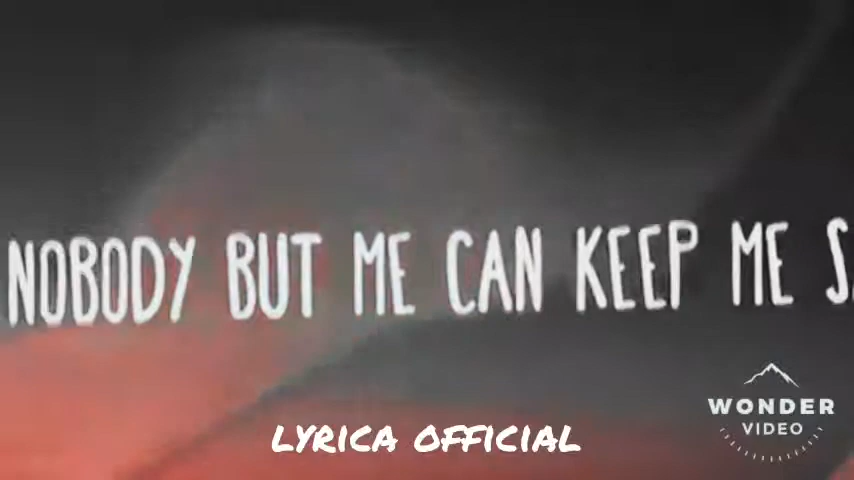 NOBODY BUT ME CAN KEEP ME
WONDER
VIDEO
LYRICA OFFICIAL